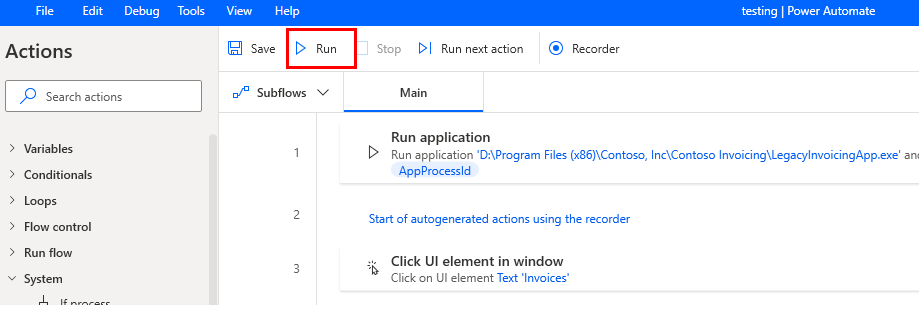 File Edit Debug Tools View Help testing | Power Automate
Actions
Save Run Stop Run next action Recorder
Search actions
Subflows Main
Variables
Conditionals
Loops
Flow control
Run flow
System
If process
1
Run application
Run application 'D:\Program Files (x86)\Contoso, Inc\Contoso Invoicing\LegacyInvoicingApp.exe' and
AppProcessId
2 Start of autogenerated actions using the recorder
3
Click UI element in window
Click on UI element Text 'Invoices'